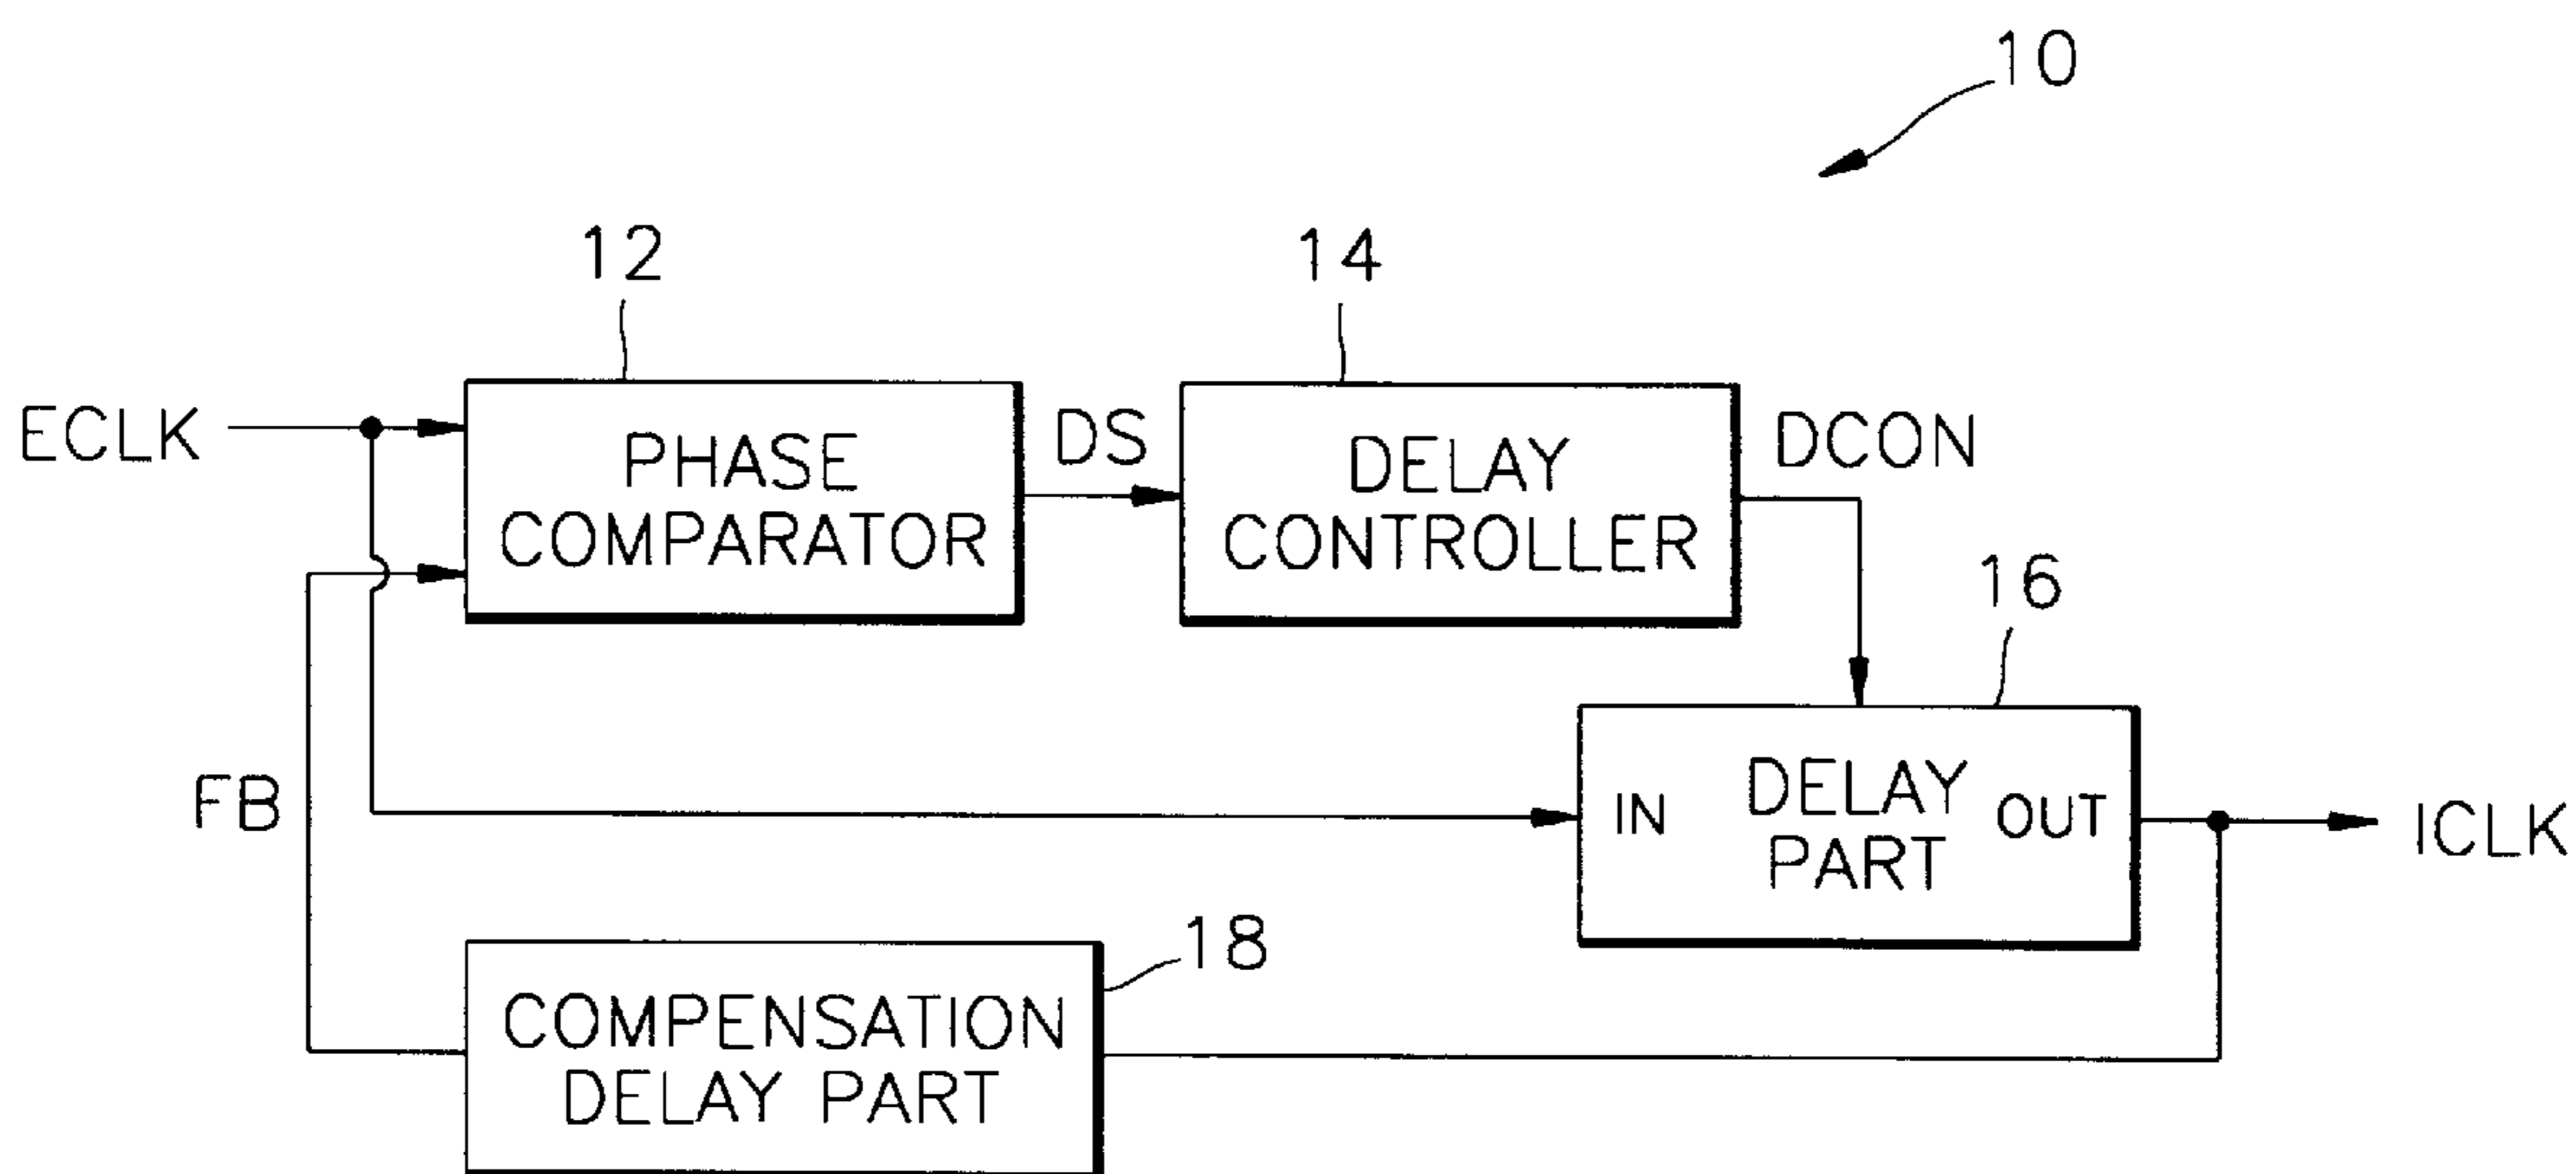 10
12
14
ECLK
PHASE
COMPARATOR
DS
DELAY
CONTROLLER
DCON
16
FB
IN
DELAY
PART
OUT
ICLK
18
COMPENSATION
DELAY PART